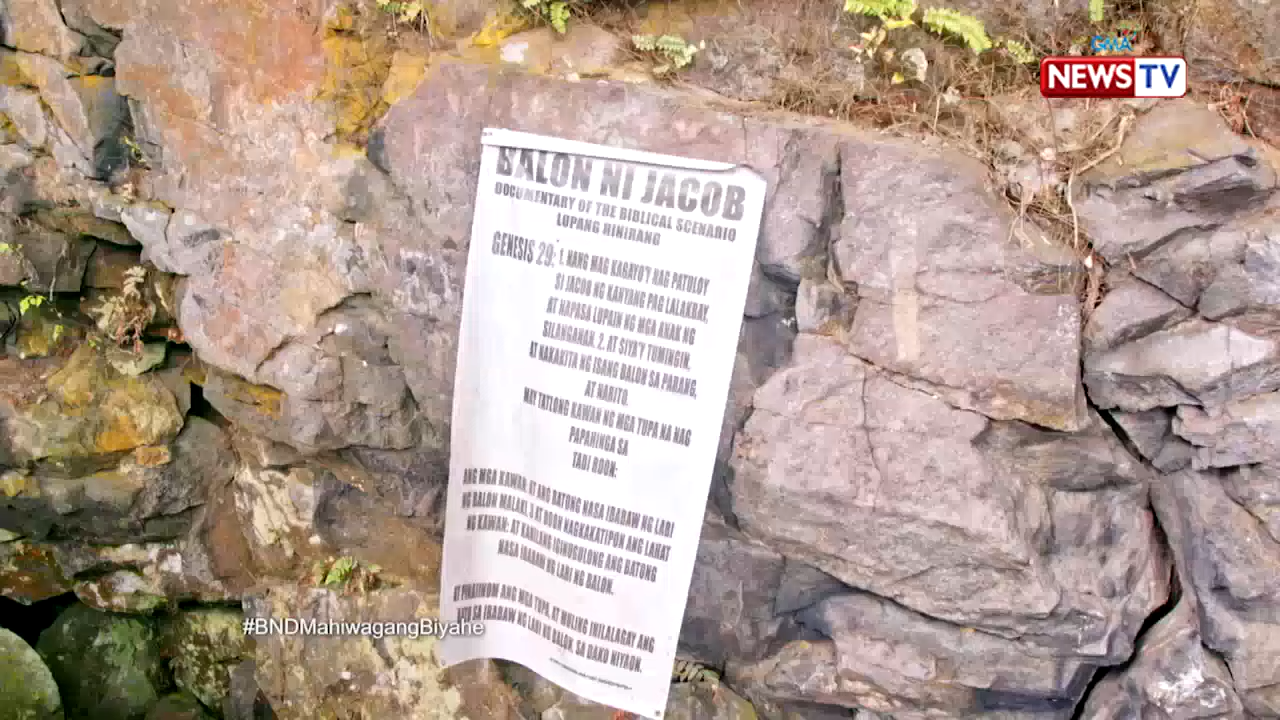 GMA
NEWS TV
BALON NI JACOB
DOCUMENTARY OF THE BIBLICAL SCENARIO
LUPANG HINIRANG
GENESIS 29: 1. NANG MAG KAGAYO'Y NAG PATULOY
SI JACOB NG KANYANG PAG LALAKBAY,
AT NAPASA LUPAIN NG MGA ANAK NG
SILANGANAN. 2. AT SIYA'Y TUMINGIN,
AT NAKAKITA NG ISANG BALON SA PARANG,
AT NARITO,
MAY TATLONG KAWAN NG MGA TUPA NA NAG
PAPAHINGA SA
TABI ROON:
ANG MGA KAWAN: AT ANG BATONG NASA IBABAW NG LABI
NG BALON MALAKI. 3 AT DOON NAGKAKATIPON ANG LAHAT
NG KAWAN: AT KANILANG IGINUGULONG ANG BATONG
NASA IBABAW NG LABI NG BALON.
AT PINAIINOM ANG MGA TUPA, AT MULING INILALAGAY ANG
BATO SA IBABAW NG LABI NG BALON, SA DAKO NIYAON.
#BNDMahiwagangBiyahe